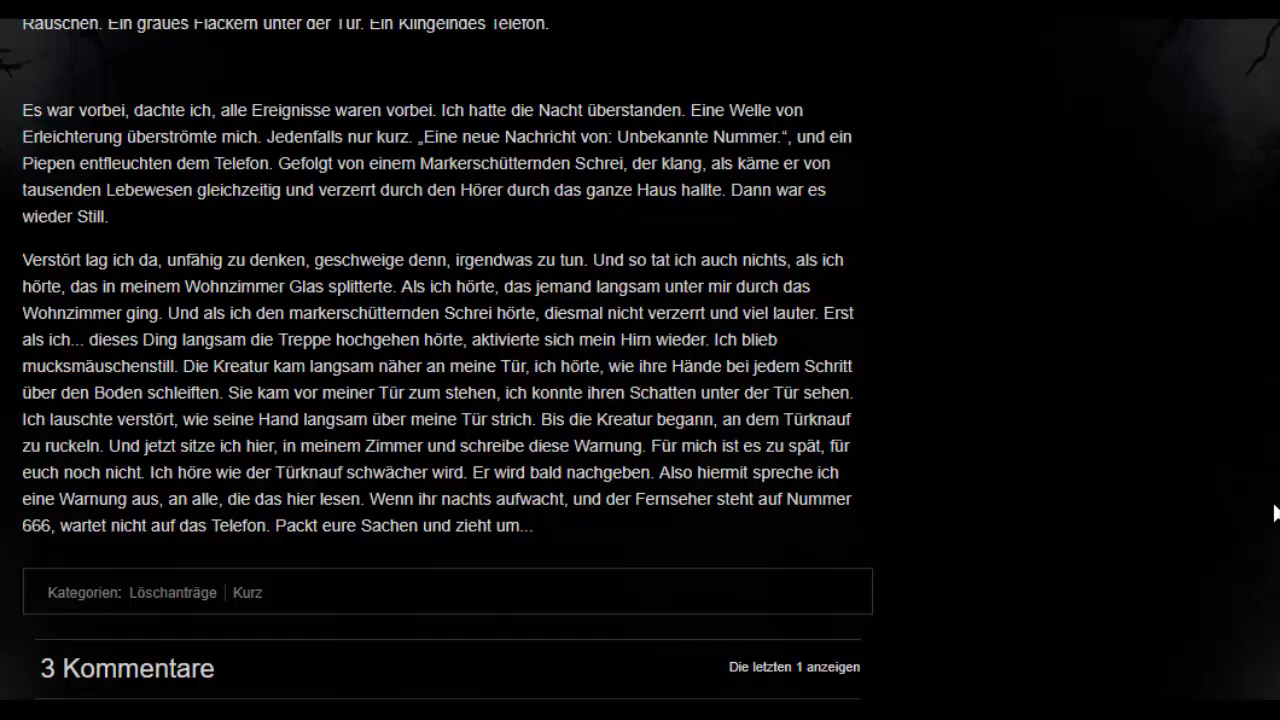 Rauschen. Ein graues Flackern unter der Tür. Ein Klingelndes Telefon.
Es war vorbei, dachte ich, alle Ereignisse waren vorbei. Ich hatte die Nacht überstanden. Eine Welle von
Erleichterung überströmte mich. Jedenfalls nur kurz. „Eine neue Nachricht von: Unbekannte Nummer.“, und ein
Piepen entfleuchten dem Telefon. Gefolgt von einem Markerschütternden Schrei, der klang, als käme er von
tausenden Lebewesen gleichzeitig und verzerrt durch den Hörer durch das ganze Haus hallte. Dann war es
wieder Still.
Verstört lag ich da, unfähig zu denken, geschweige denn, irgendwas zu tun. Und so tat ich auch nichts, als ich
hörte, das in meinem Wohnzimmer Glas splitterte. Als ich hörte, das jemand langsam unter mir durch das
Wohnzimmer ging. Und als ich den markerschütternden Schrei hörte, diesmal nicht verzerrt und viel lauter. Erst
als ich... dieses Ding langsam die Treppe hochgehen hörte, aktivierte sich mein Hirn wieder. Ich blieb
mucksmäuschenstill. Die Kreatur kam langsam näher an meine Tür, ich hörte, wie ihre Hände bei jedem Schritt
über den Boden schleiften. Sie kam vor meiner Tür zum stehen, ich konnte ihren Schatten unter der Tür sehen.
Ich lauschte verstört, wie seine Hand langsam über meine Tür strich. Bis die Kreatur begann, an dem Türknauf
zu ruckeln. Und jetzt sitze ich hier, in meinem Zimmer und schreibe diese Warnung. Für mich ist es zu spät, für
euch noch nicht. Ich höre wie der Türknauf schwächer wird. Er wird bald nachgeben. Also hiermit spreche ich
eine Warnung aus, an alle, die das hier lesen. Wenn ihr nachts aufwacht, und der Fernseher steht auf Nummer
666, wartet nicht auf das Telefon. Packt eure Sachen und zieht um...
Kategorien: Löschanträge Kurz
3 Kommentare Die letzten 1 anzeigen